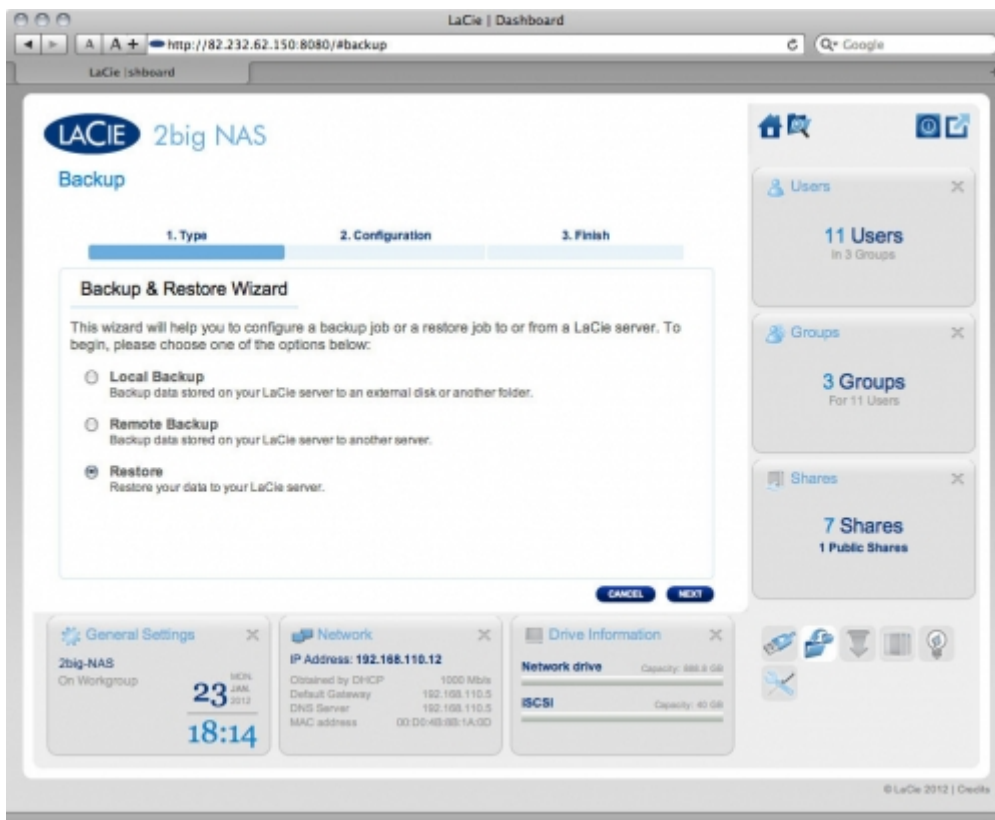 LaCie | Dashboard
A A + http://82.232.62.150:8080/#backup
Google
LaCie |shboard
LACIE 2big NAS
Backup
1. Type 2. Configuration 3. Finish
Backup & Restore Wizard
This wizard will help you to configure a backup job or a restore job to or from a LaCie server. To
begin, please choose one of the options below:
Local Backup
Backup data stored on your LaCie server to an external disk or another folder.
Remote Backup
Backup data stored on your LaCie server to another server.
Restore
Restore your data to your LaCie server.
CANCEL NEXT
Users
11 Users
In 3 Groups
Groups
3 Groups
For 11 Users
Shares
7 Shares
1 Public Shares
General Settings
2big-NAS
On Workgroup
23 MON. JAN. 2012
18:14
Network
IP Address: 192.168.110.12
Obtained by DHCP 1000 Mb/s
Default Gateway 192.168.110.5
DNS Server 192.168.110.5
MAC address
Drive Information
Network drive Capacity: GB
iSCSI Capacity: 40 GB
© LaCie 2012 | Credits